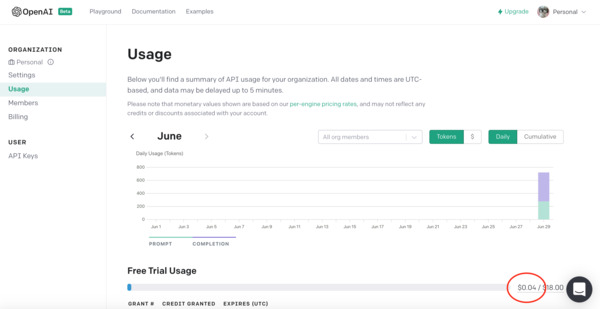 OpenAI Beta Playground Documentation Examples Upgrade Personal
ORGANIZATION
Personal
Settings
Usage
Members
Billing
USER
API Keys
Usage
Below you'll find a summary of API usage for your organization. All dates and times are UTC-
based, and data may be delayed up to 5 minutes.
Please note that monetary values shown are based on our per-engine pricing rates, and may not reflect any
credits or discounts associated with your account.
June
All org members
Tokens $ Daily Cumulative
Daily Usage (Tokens)
800
600
400
200
0
Jun 1 Jun 3 Jun 5 Jun 7 Jun 9 Jun 11 Jun 13 Jun 15 Jun 17 Jun 19 Jun 21 Jun 23 Jun 25 Jun 27 Jun 29
PROMPT COMPLETION
Free Trial Usage
$0.04 / $18.00
GRANT # CREDIT GRANTED EXPIRES (UTC)